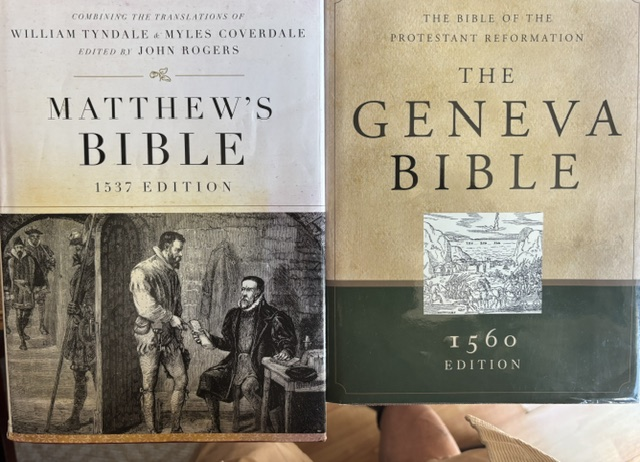 COMBINING THE TRANSLATIONS OF
WILLIAM TYNDALE & MYLES COVERDALE
EDITED BY JOHN ROGERS
MATTHEW'S
BIBLE
1537 EDITION
THE BIBLE OF THE
PROTESTANT REFORMATION
THE
GENEVA
BIBLE
1560
EDITION